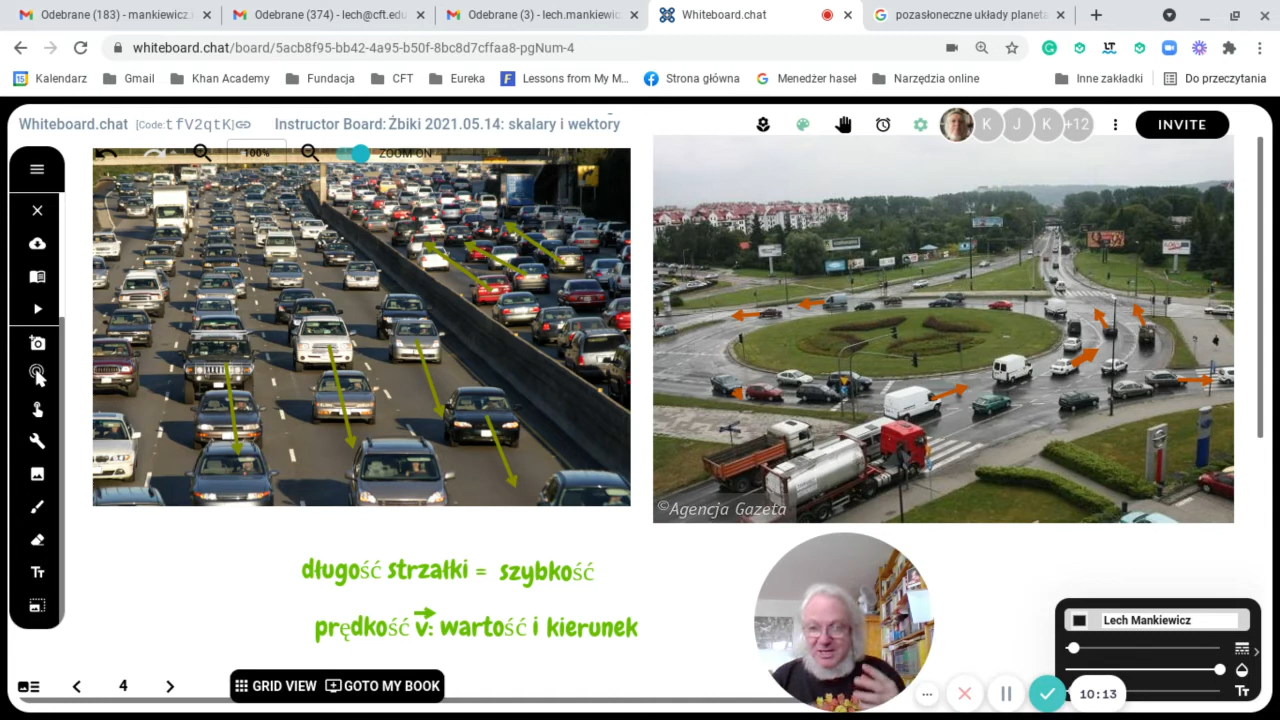 Odebrane (183) - mankiewicz.
Odebrane (374) - lech@cft.edu
Odebrane (3) - lech.mankiewic
Whiteboard.chat
pozasłoneczne układy planeta
whiteboard.chat/board/5acb8f95-bb42-4a95-b50f-8bc8d7cffaa8-pgNum-4
Kalendarz
Gmail
Khan Academy
Fundacja
CFT
Eureka
Lessons from My M...
Strona główna
Menedżer haseł
Narzędzia online
Inne zakładki
Do przeczytania
Whiteboard.chat [Code:tfV2qtK]
Instructor Board: Żbiki 2021.05.14: skalary i wektory
K
J
K
+12
INVITE
100%
ZOOM ON
©Agencja Gazeta
długość strzałki = szybkość
prędkość v: wartość i kierunek
Lech Mankiewicz
4
GRID VIEW
GOTO MY BOOK
10:13